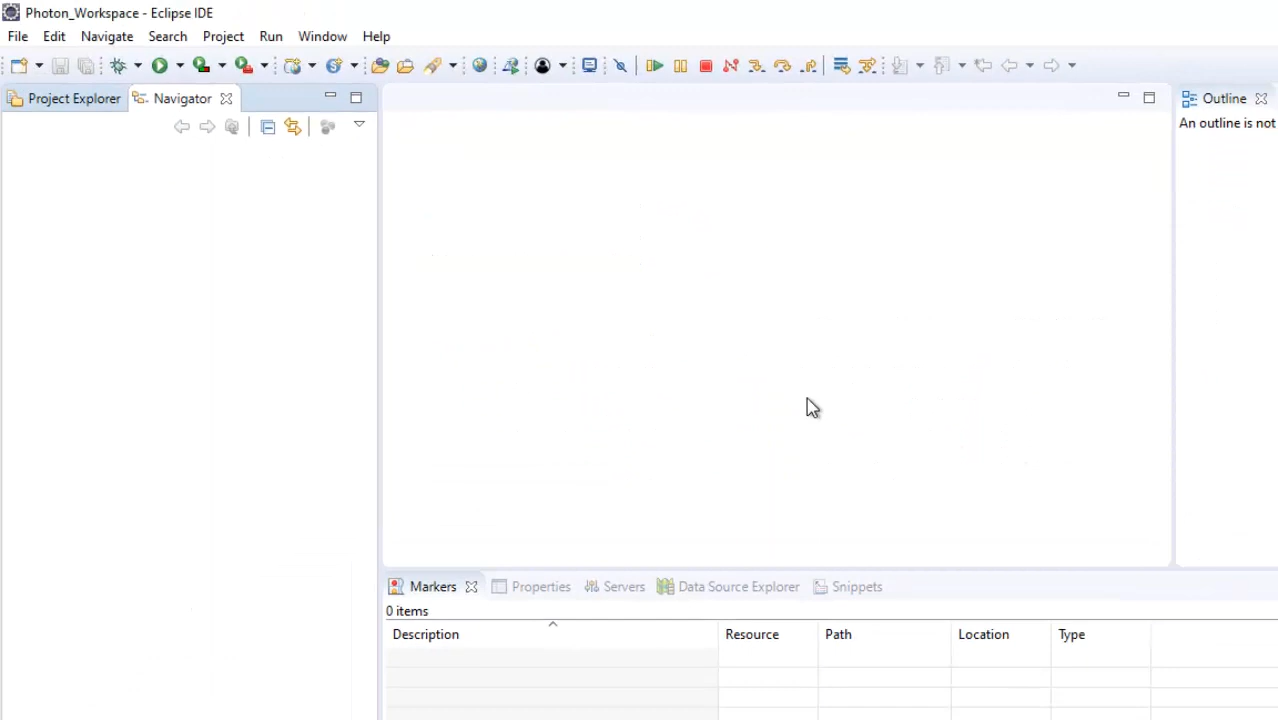 Photon_Workspace - Eclipse IDE
File Edit Navigate Search Project Run Window Help
Project Explorer Navigator Outline
An outline is not
Markers Properties Servers Data Source Explorer Snippets
0 items
Description Resource Path Location Type